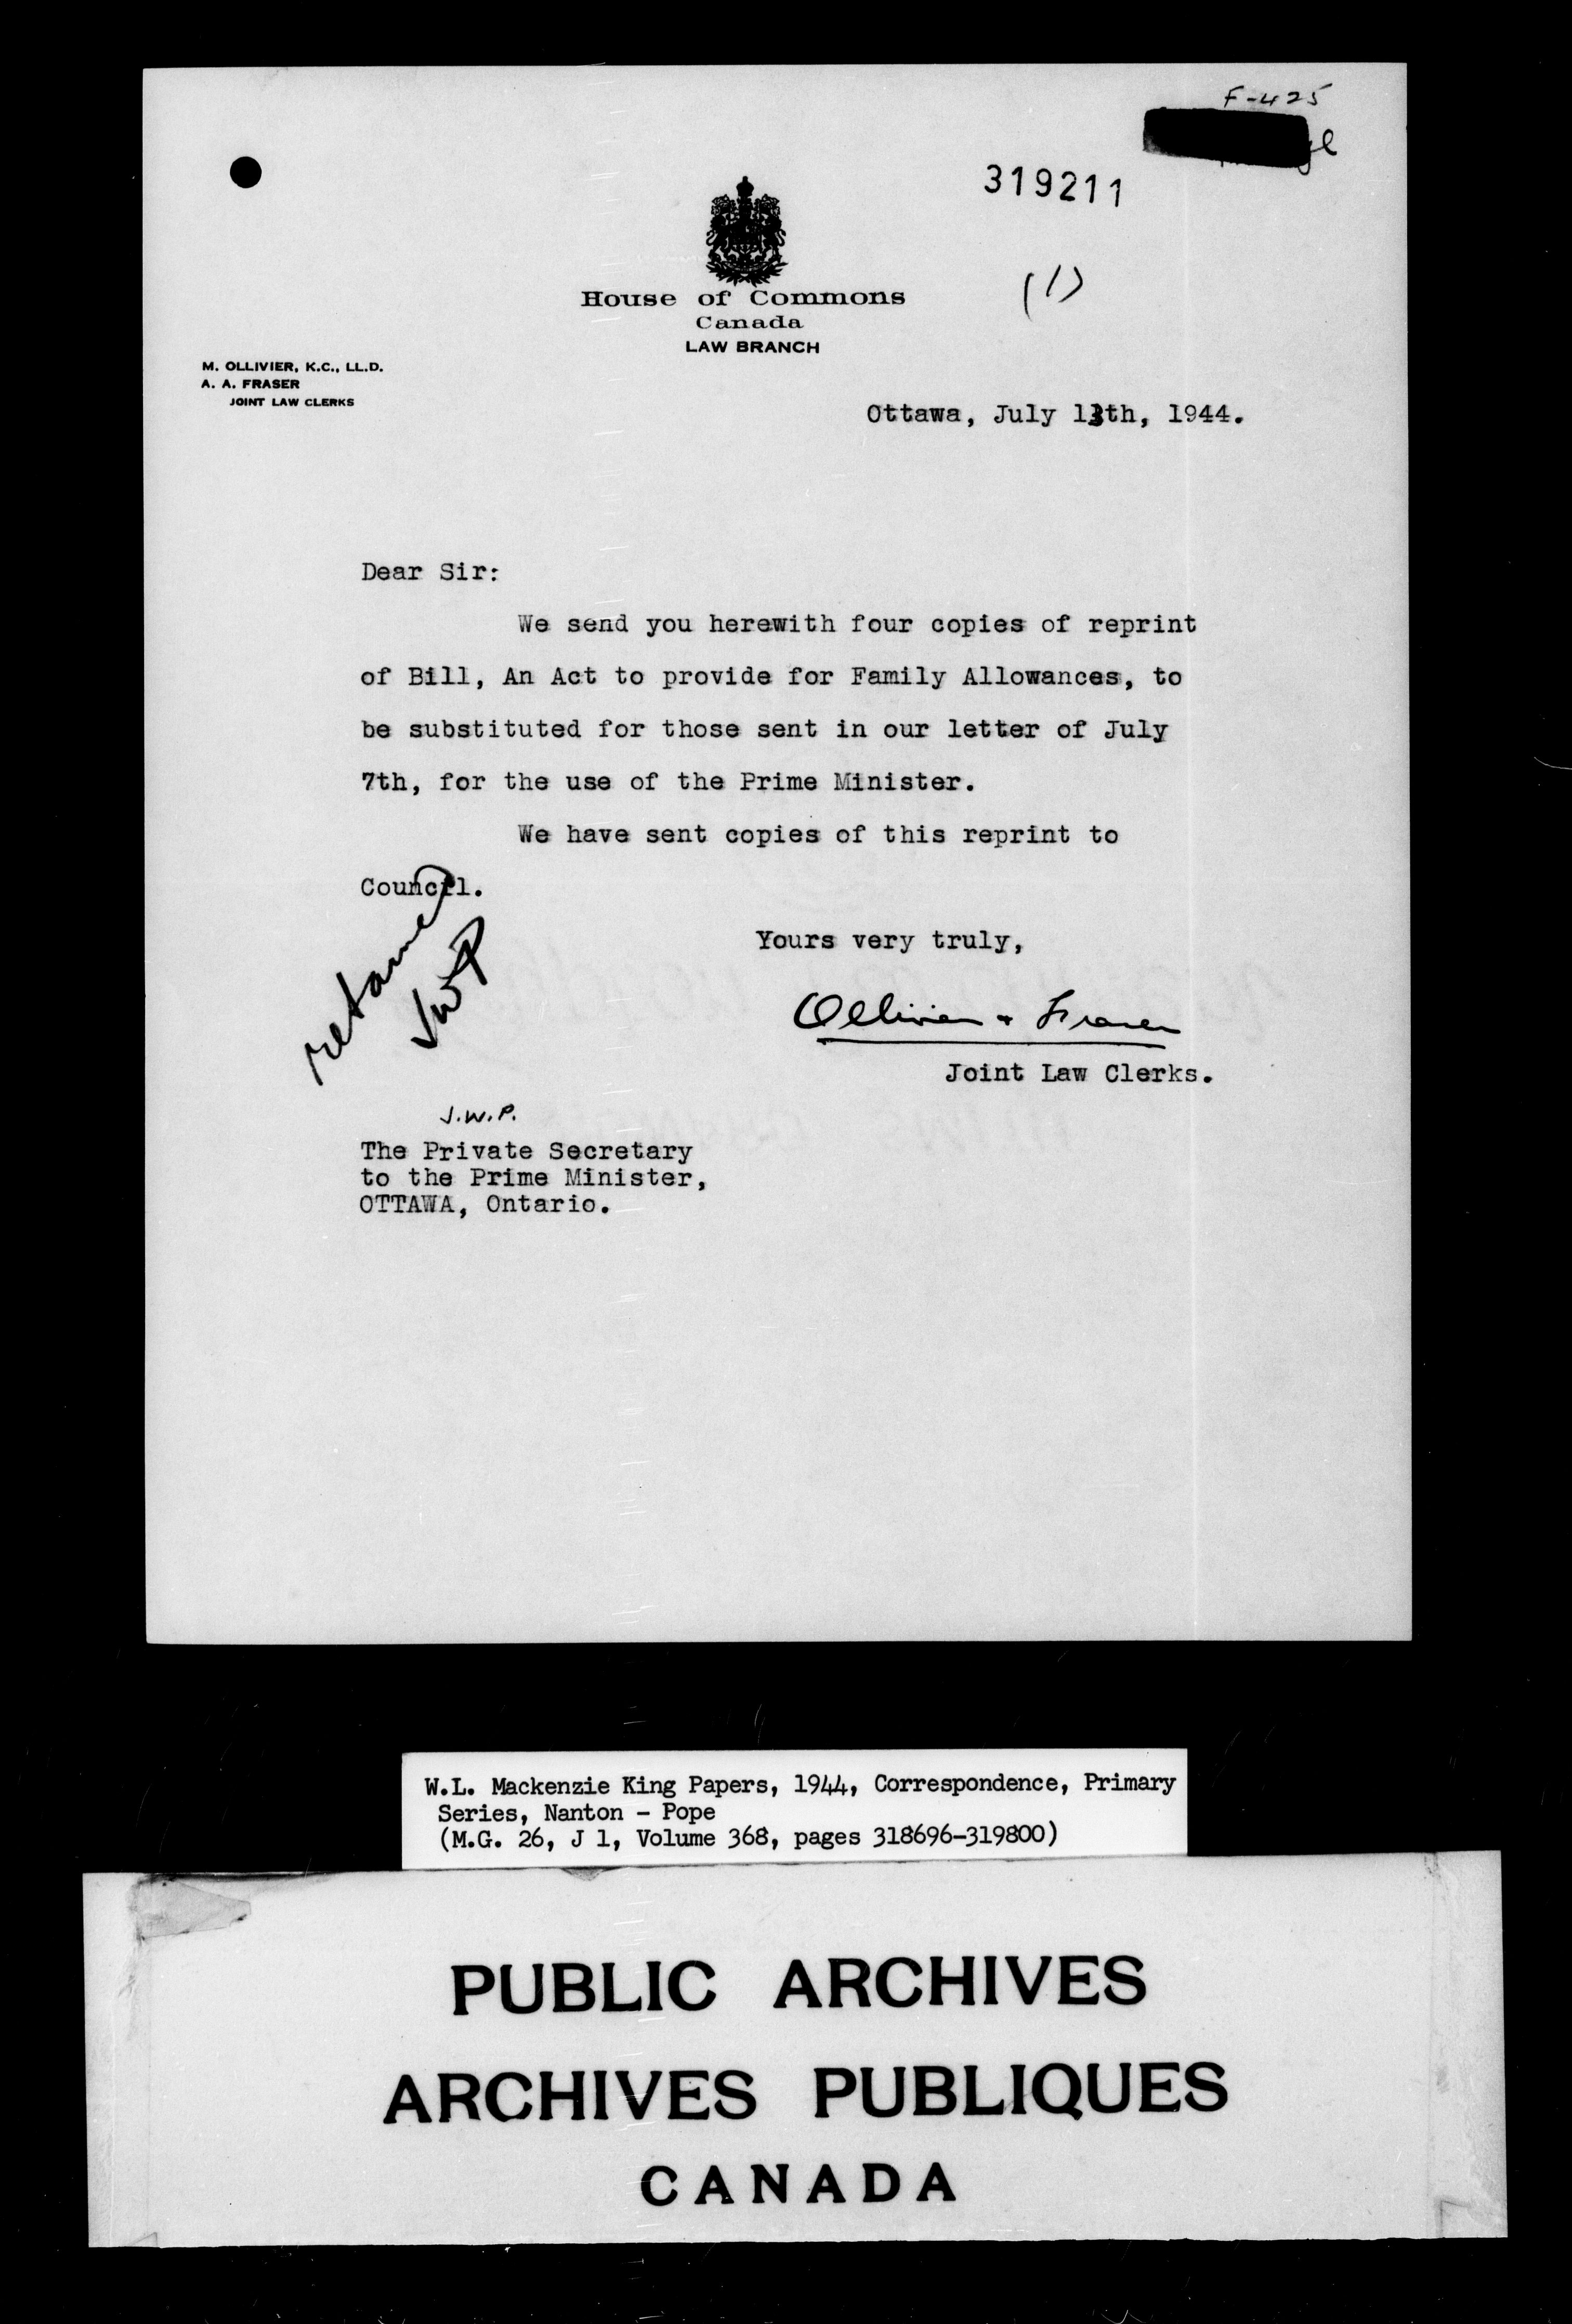 F-425
319211
(1)
House of Commons
Canada
LAW BRANCH
M. OLLIVIER, K.C., LL.D.
A. A. FRASER
JOINT LAW CLERKS
Ottawa, July 13th, 1944.
Dear Sir:
We send you herewith four copies of reprint
of Bill, An Act to provide for Family Allowances, to
be substituted for those sent in our letter of July
7th, for the use of the Prime Minister.
We have sent copies of this reprint to
Council.
retained
JWP
Yours very truly,
Ollivier + Fraser
Joint Law Clerks.
J.W.P.
The Private Secretary
to the Prime Minister,
OTTAWA, Ontario.
W.L. Mackenzie King Papers, 1944, Correspondence, Primary
Series, Nanton - Pope
(M.G. 26, J 1, Volume 368, pages 318696-319800)
PUBLIC ARCHIVES
ARCHIVES PUBLIQUES
CANADA